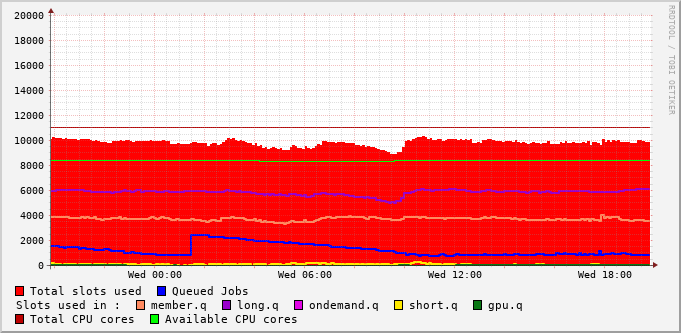 RRDTOOL / TOBI OETIKER
20000
18000
16000
14000
12000
10000
8000
6000
4000
2000
0
Wed 00:00 Wed 06:00 Wed 12:00 Wed 18:00
Total slots used Queued Jobs
Slots used in : member.q long.q ondemand.q short.q gpu.q
Total CPU cores Available CPU cores